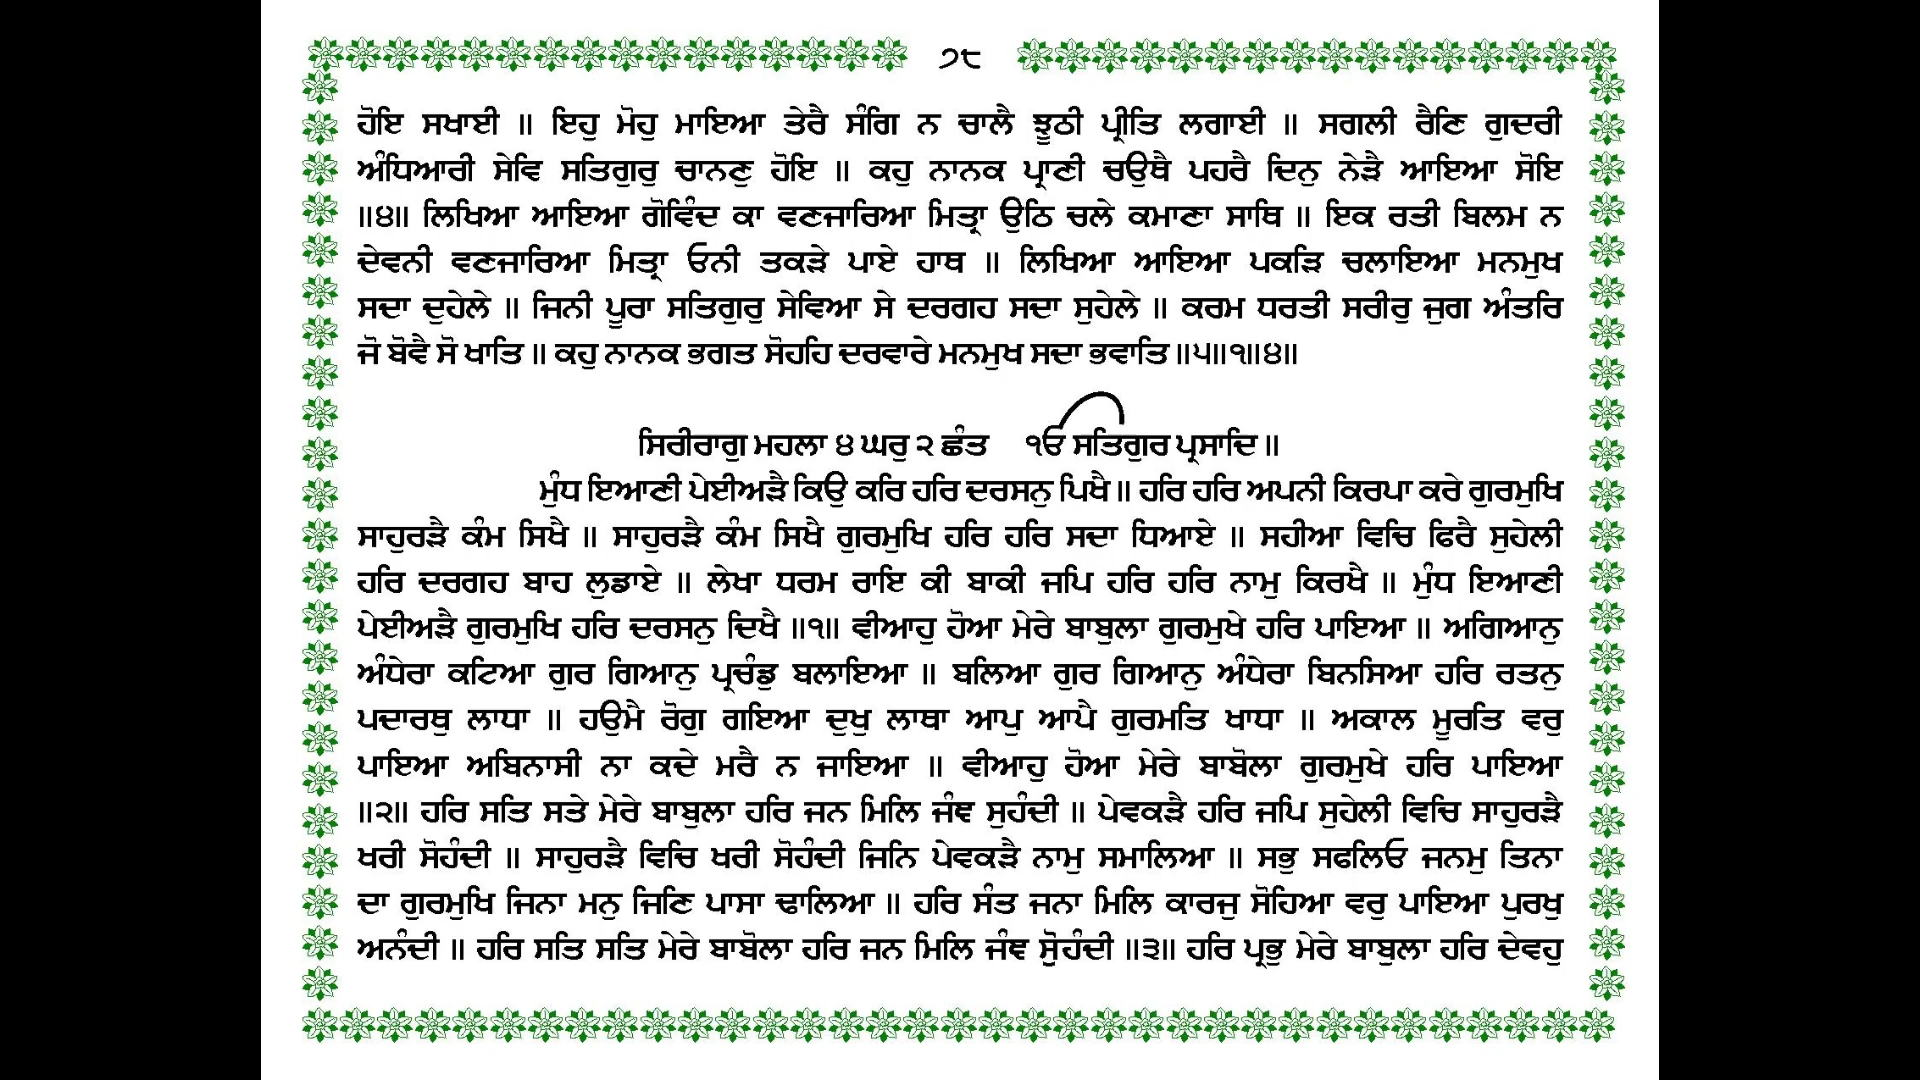 ੭੮
ਹੋਇ ਸਖਾਈ ॥ ਇਹੁ ਮੋਹੁ ਮਾਇਆ ਤੇਰੈ ਸੰਗਿ ਨ ਚਾਲੈ ਝੂਠੀ ਪ੍ਰੀਤਿ ਲਗਾਈ ॥ ਸਗਲੀ ਰੈਣਿ ਗੁਦਰੀ
ਅੰਧਿਆਰੀ ਸੇਵਿ ਸਤਿਗੁਰੁ ਚਾਨਣੁ ਹੋਇ ॥ ਕਹੁ ਨਾਨਕ ਪ੍ਰਾਣੀ ਚਉਥੈ ਪਹਰੈ ਦਿਨੁ ਨੇੜੈ ਆਇਆ ਸੋਇ
॥੪॥ ਲਿਖਿਆ ਆਇਆ ਗੋਵਿੰਦ ਕਾ ਵਣਜਾਰਿਆ ਮਿਤ੍ਰਾ ਉਠਿ ਚਲੇ ਕਮਾਣਾ ਸਾਥਿ ॥ ਇਕ ਰਤੀ ਬਿਲਮ ਨ
ਦੇਵਨੀ ਵਣਜਾਰਿਆ ਮਿਤ੍ਰਾ ਓਨੀ ਤਕੜੇ ਪਾਏ ਹਾਥ ॥ ਲਿਖਿਆ ਆਇਆ ਪਕੜਿ ਚਲਾਇਆ ਮਨਮੁਖ
ਸਦਾ ਦੁਹੇਲੇ ॥ ਜਿਨੀ ਪੂਰਾ ਸਤਿਗੁਰੁ ਸੇਵਿਆ ਸੇ ਦਰਗਹ ਸਦਾ ਸੁਹੇਲੇ ॥ ਕਰਮ ਧਰਤੀ ਸਰੀਰੁ ਜੁਗ ਅੰਤਰਿ
ਜੋ ਬੋਵੈ ਸੋ ਖਾਤਿ ॥ ਕਹੁ ਨਾਨਕ ਭਗਤ ਸੋਹਹਿ ਦਰਵਾਰੇ ਮਨਮੁਖ ਸਦਾ ਭਵਾਤਿ ॥੫॥੧॥੪॥
ਸਿਰੀਰਾਗੁ ਮਹਲਾ ੪ ਘਰੁ ੨ ਛੰਤ ੴ ਸਤਿਗੁਰ ਪ੍ਰਸਾਦਿ ॥
ਮੁੰਧ ਇਆਣੀ ਪੇਈਅੜੈ ਕਿਉ ਕਰਿ ਹਰਿ ਦਰਸਨੁ ਪਿਖੈ ॥ ਹਰਿ ਹਰਿ ਅਪਨੀ ਕਿਰਪਾ ਕਰੇ ਗੁਰਮੁਖਿ
ਸਾਹੁਰੜੈ ਕੰਮ ਸਿਖੈ ॥ ਸਾਹੁਰੜੈ ਕੰਮ ਸਿਖੈ ਗੁਰਮੁਖਿ ਹਰਿ ਹਰਿ ਸਦਾ ਧਿਆਏ ॥ ਸਹੀਆ ਵਿਚਿ ਫਿਰੈ ਸੁਹੇਲੀ
ਹਰਿ ਦਰਗਹ ਬਾਹ ਲੁਡਾਏ ॥ ਲੇਖਾ ਧਰਮ ਰਾਇ ਕੀ ਬਾਕੀ ਜਪਿ ਹਰਿ ਹਰਿ ਨਾਮੁ ਕਿਰਖੈ ॥ ਮੁੰਧ ਇਆਣੀ
ਪੇਈਅੜੈ ਗੁਰਮੁਖਿ ਹਰਿ ਦਰਸਨੁ ਦਿਖੈ ॥੧॥ ਵੀਆਹੁ ਹੋਆ ਮੇਰੇ ਬਾਬੁਲਾ ਗੁਰਮੁਖੇ ਹਰਿ ਪਾਇਆ ॥ ਅਗਿਆਨੁ
ਅੰਧੇਰਾ ਕਟਿਆ ਗੁਰ ਗਿਆਨੁ ਪ੍ਰਚੰਡੁ ਬਲਾਇਆ ॥ ਬਲਿਆ ਗੁਰ ਗਿਆਨੁ ਅੰਧੇਰਾ ਬਿਨਸਿਆ ਹਰਿ ਰਤਨੁ
ਪਦਾਰਥੁ ਲਾਧਾ ॥ ਹਉਮੈ ਰੋਗੁ ਗਇਆ ਦੁਖੁ ਲਾਥਾ ਆਪੁ ਆਪੈ ਗੁਰਮਤਿ ਖਾਧਾ ॥ ਅਕਾਲ ਮੂਰਤਿ ਵਰੁ
ਪਾਇਆ ਅਬਿਨਾਸੀ ਨਾ ਕਦੇ ਮਰੈ ਨ ਜਾਇਆ ॥ ਵੀਆਹੁ ਹੋਆ ਮੇਰੇ ਬਾਬੋਲਾ ਗੁਰਮੁਖੇ ਹਰਿ ਪਾਇਆ
॥੨॥ ਹਰਿ ਸਤਿ ਸਤੇ ਮੇਰੇ ਬਾਬੁਲਾ ਹਰਿ ਜਨ ਮਿਲਿ ਜੰਞ ਸੁਹੰਦੀ ॥ ਪੇਵਕੜੈ ਹਰਿ ਜਪਿ ਸੁਹੇਲੀ ਵਿਚਿ ਸਾਹੁਰੜੈ
ਖਰੀ ਸੋਹੰਦੀ ॥ ਸਾਹੁਰੜੈ ਵਿਚਿ ਖਰੀ ਸੋਹੰਦੀ ਜਿਨਿ ਪੇਵਕੜੈ ਨਾਮੁ ਸਮਾਲਿਆ ॥ ਸਭੁ ਸਫਲਿਓ ਜਨਮੁ ਤਿਨਾ
ਦਾ ਗੁਰਮੁਖਿ ਜਿਨਾ ਮਨੁ ਜਿਣਿ ਪਾਸਾ ਢਾਲਿਆ ॥ ਹਰਿ ਸੰਤ ਜਨਾ ਮਿਲਿ ਕਾਰਜੁ ਸੋਹਿਆ ਵਰੁ ਪਾਇਆ ਪੁਰਖੁ
ਅਨੰਦੀ ॥ ਹਰਿ ਸਤਿ ਸਤਿ ਮੇਰੇ ਬਾਬੋਲਾ ਹਰਿ ਜਨ ਮਿਲਿ ਜੰਞ ਸੋੁਹੰਦੀ ॥੩॥ ਹਰਿ ਪ੍ਰਭੁ ਮੇਰੇ ਬਾਬੁਲਾ ਹਰਿ ਦੇਵਹੁ